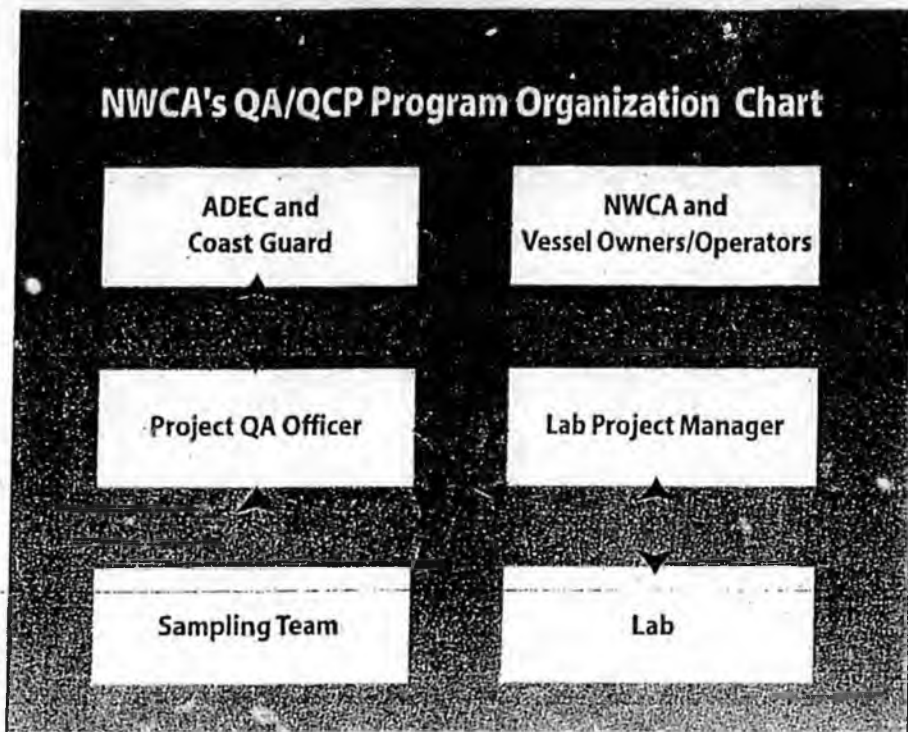 NWCA's QA/QCP Program Organization Chart
ADEC and
Coast Guard
NWCA and
Vessel Owners/Operators
Project QA Officer
Lab Project Manager
Sampling Team
Lab